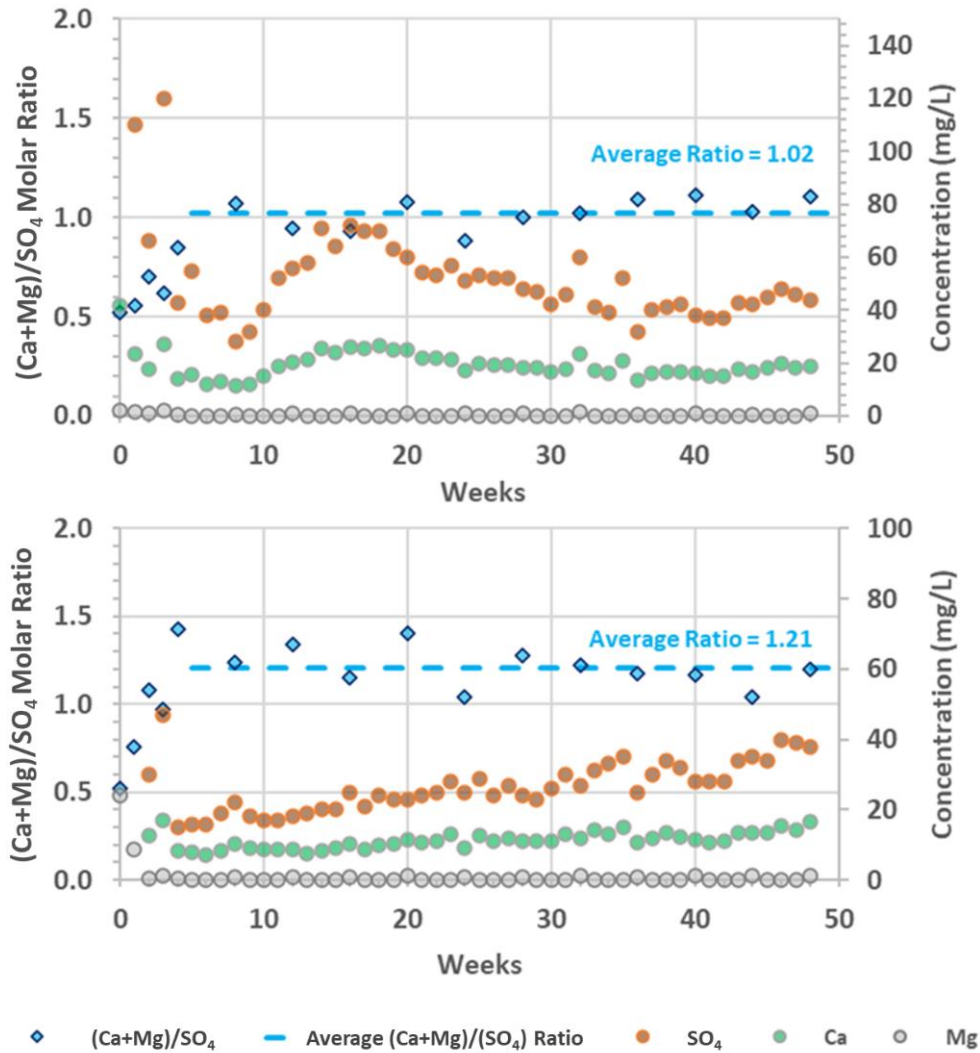 (Ca+Mg)/SO₄ Molar Ratio
2.0
1.5
1.0
0.5
0.0
Average Ratio = 1.02
140
120
100
80
60
40
20
0
Concentration (mg/L)
0 10 20 30 40 50
Weeks
(Ca+Mg)/SO₄ Molar Ratio
2.0
1.5
1.0
0.5
0.0
Average Ratio = 1.21
100
80
60
40
20
0
Concentration (mg/L)
0 10 20 30 40 50
Weeks
(Ca+Mg)/SO₄ Average (Ca+Mg)/(SO₄) Ratio SO₄ Ca Mg